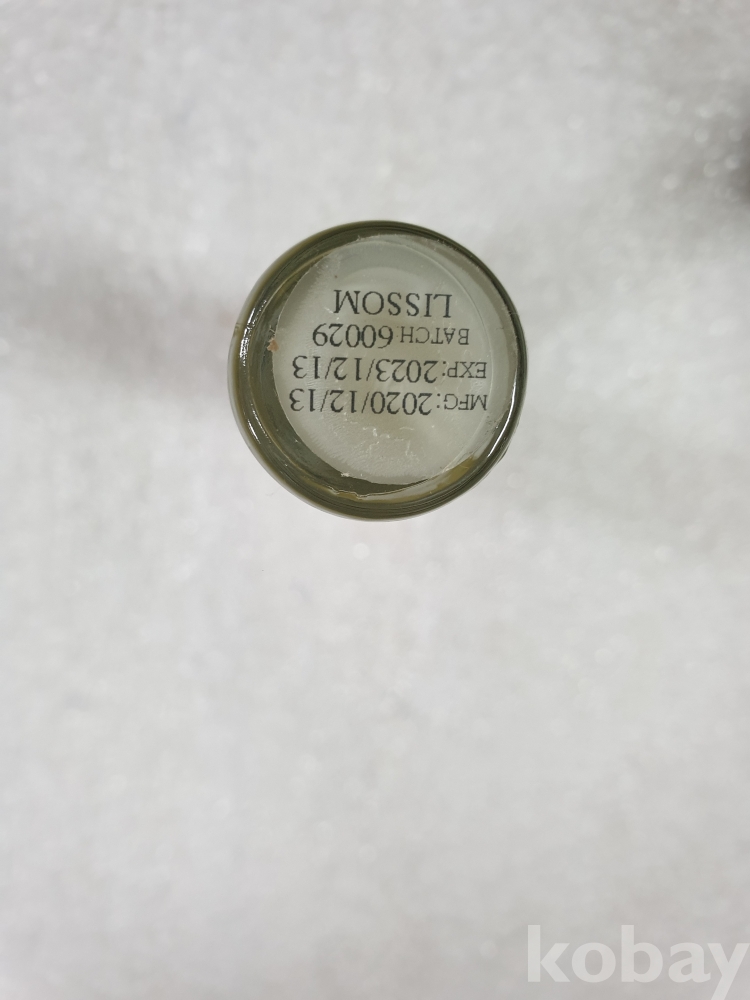 MFG:2020/12/13
EXP:2023/12/13
BATCH:60029
LISSOM
kobay